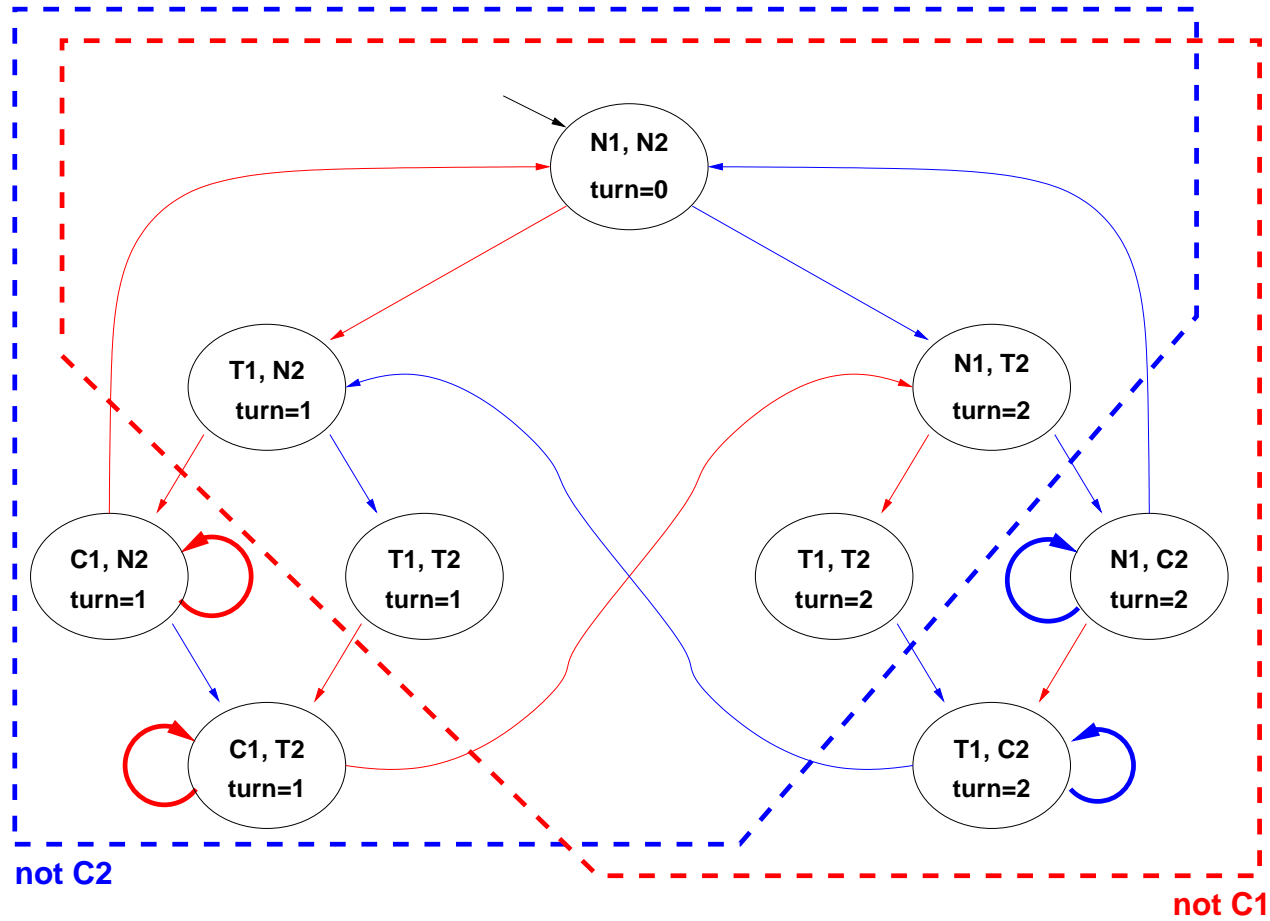 N1, N2
turn=0
T1, N2
turn=1
N1, T2
turn=2
C1, N2
turn=1
T1, T2
turn=1
T1, T2
turn=2
N1, C2
turn=2
C1, T2
turn=1
T1, C2
turn=2
not C2
not C1